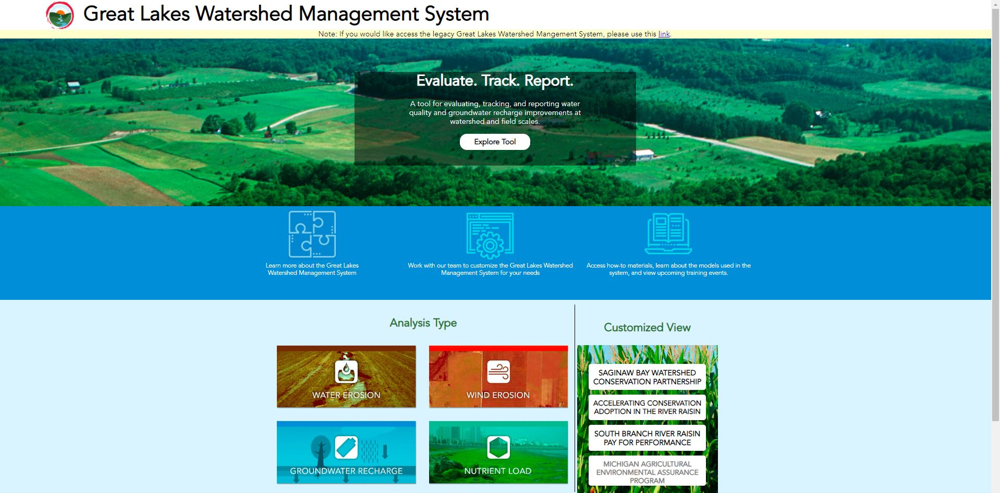 Great Lakes Watershed Management System
Note: If you would like access the legacy Great Lakes Watershed Mangement System, please use this link.
Evaluate. Track. Report.
A tool for evaluating, tracking, and reporting water
quality and groundwater recharge improvements at
watershed and field scales.
Explore Tool
Learn more about the Great Lakes
Watershed Management System
Work with our team to customize the Great Lakes Watershed
Management System for your needs
Access how-to materials, learn about the models used in the
system, and view upcoming training events.
Analysis Type
WATER EROSION
WIND EROSION
GROUNDWATER RECHARGE
NUTRIENT LOAD
Customized View
SAGINAW BAY WATERSHED
CONSERVATION PARTNERSHIP
ACCELERATING CONSERVATION
ADOPTION IN THE RIVER RAISIN
SOUTH BRANCH RIVER RAISIN
PAY FOR PERFORMANCE
MICHIGAN AGRICULTURAL
ENVIRONMENTAL ASSURANCE
PROGRAM